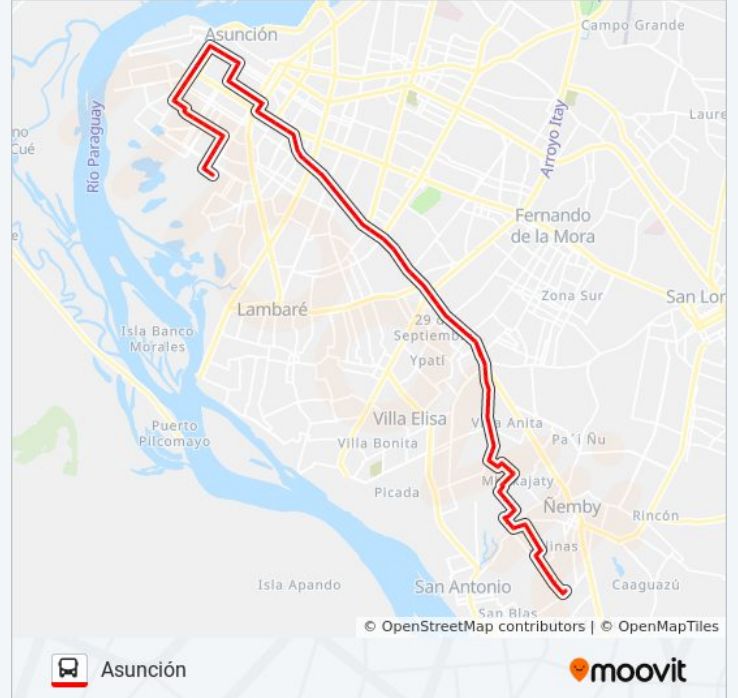 Asunción
Campo Grande
Laure
no
Cué
Río Paraguay
Arroyo Itay
Fernando
de la Mora
Lambaré
Zona Sur
San Lor
Isla Banco
Morales
29 d
Septiemb
Ypatí
Villa Elisa
Anita
Puerto
Pilcomayo
Villa Bonita
Pa´i Ñu
Picada
kajaty
Ñemby
Rincón
inas
Isla Apando
San Antonio
Caaguazú
San Blas
© OpenStreetMap contributors | © OpenMapTiles
Asunción
moovit